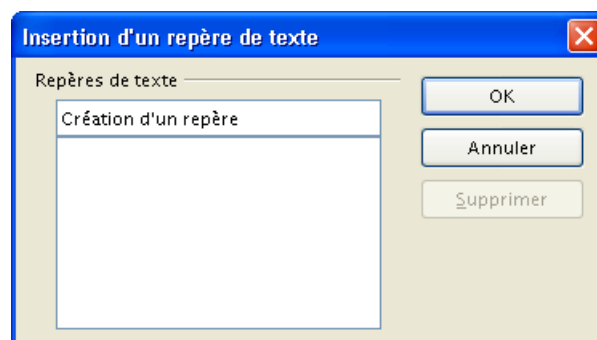 Insertion d'un repère de texte
Repères de texte
Création d'un repère
OK
Annuler
Supprimer